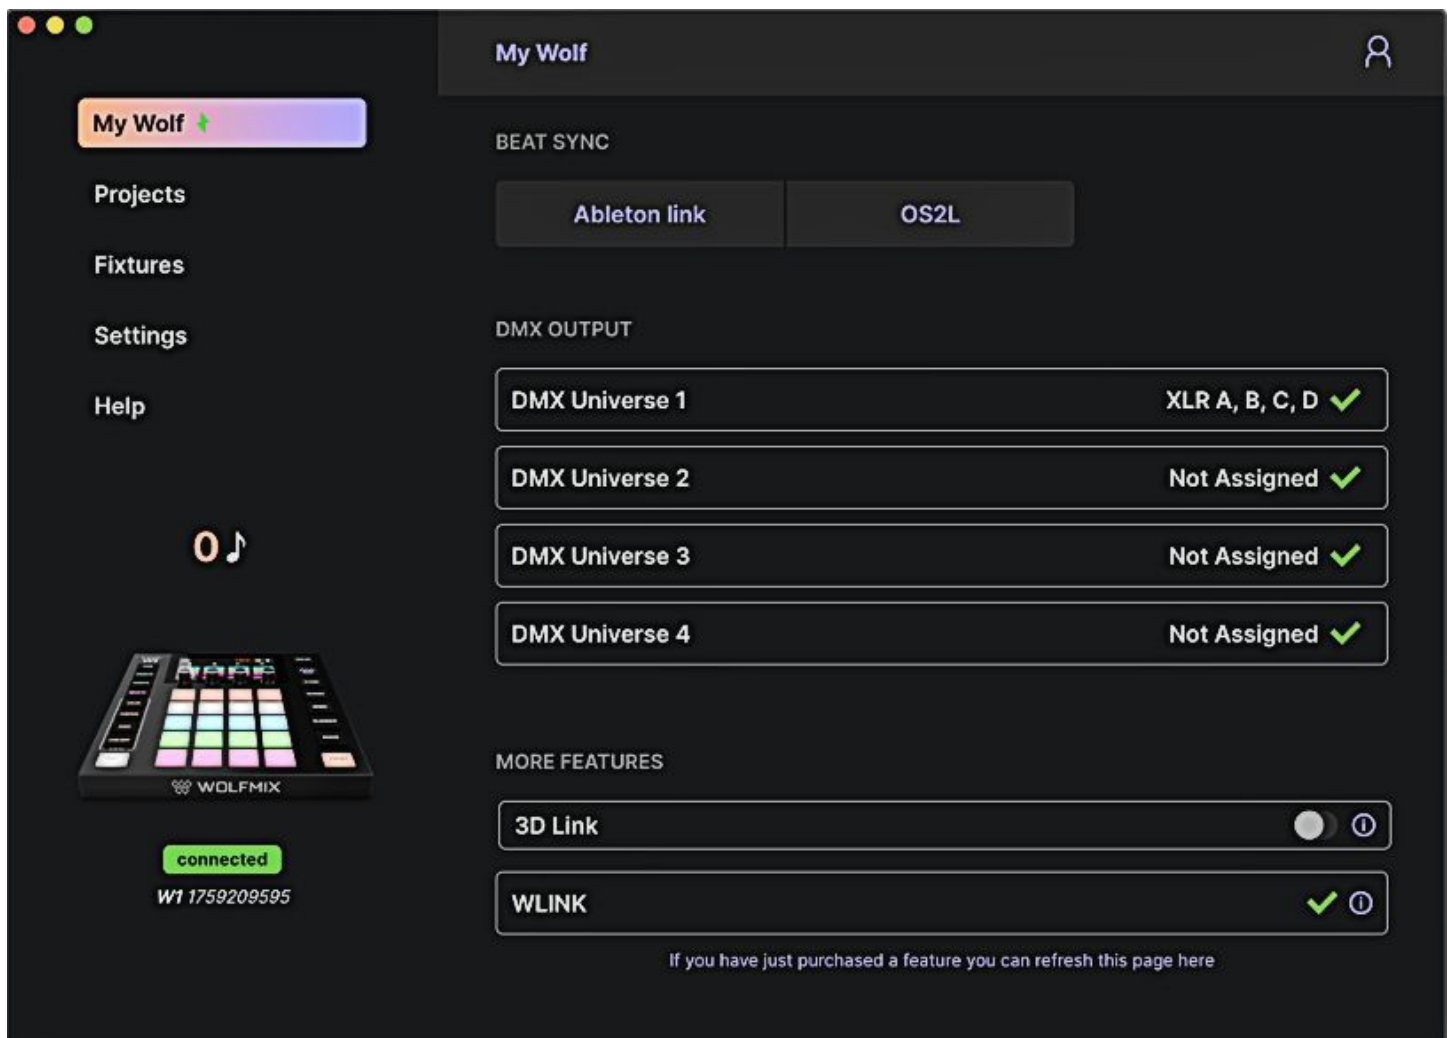 My Wolf
My Wolf
Projects
Fixtures
Settings
Help
0
WOLFMIX
connected
W1 1759209595
BEAT SYNC
Ableton link
OS2L
DMX OUTPUT
DMX Universe 1 XLR A, B, C, D
DMX Universe 2 Not Assigned
DMX Universe 3 Not Assigned
DMX Universe 4 Not Assigned
MORE FEATURES
3D Link
WLINK
If you have just purchased a feature you can refresh this page here